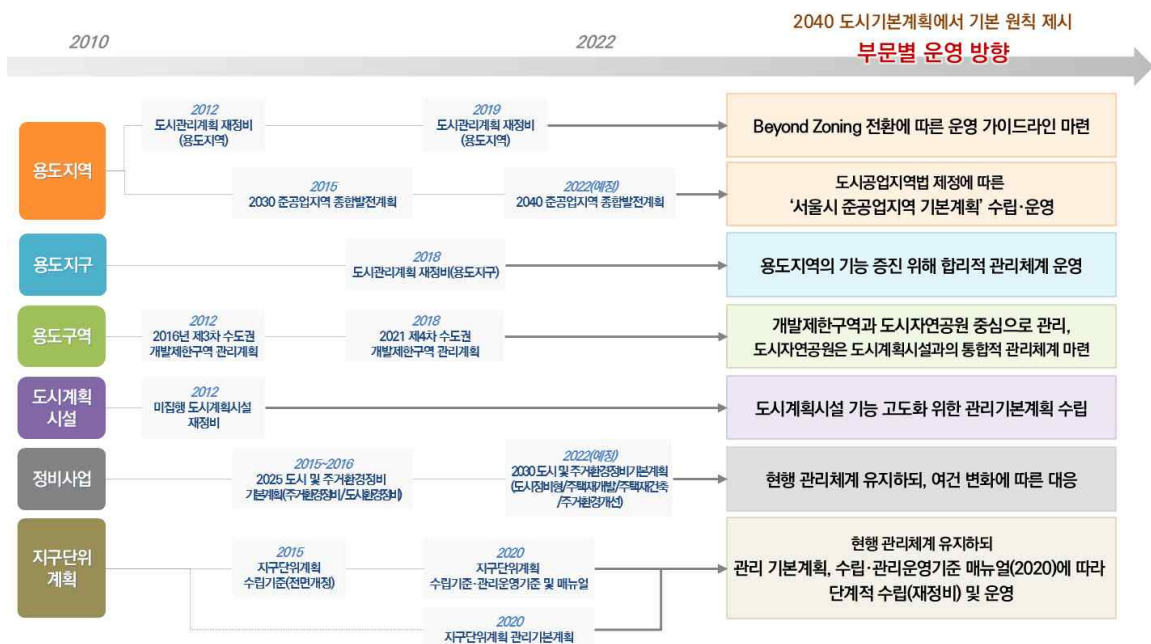 2040 도시기본계획에서 기본 원칙 제시
2010
2022
부문별 운영 방향
용도지역
2012
도시관리계획 재정비
(용도지역)
2019
도시관리계획 재정비
(용도지역)
Beyond Zoning 전환에 따른 운영 가이드라인 마련
2015
2030 준공업지역 종합발전계획
2022(예정)
2040 준공업지역 종합발전계획
도시공업지역법 제정에 따른
‘서울시 준공업지역 기본계획’ 수립·운영
용도지구
2018
도시관리계획 재정비(용도지구)
용도지역의 기능 증진 위해 합리적 관리체계 운영
용도구역
2012
2016년 제3차 수도권
개발제한구역 관리계획
2018
2021 제4차 수도권
개발제한구역 관리계획
개발제한구역과 도시자연공원 중심으로 관리,
도시자연공원은 도시계획시설과의 통합적 관리체계 마련
도시계획
시설
2012
미집행 도시계획시설
재정비
도시계획시설 기능 고도화 위한 관리기본계획 수립
정비사업
2015~2016
2025 도시 및 주거환경정비
기본계획(주거환경정비/도시환경정비)
2022(예정)
2030 도시 및 주거환경정비기본계획
(도시정비형/주택재개발/주택재건축
/주거환경개선)
현행 관리체계 유지하되, 여건 변화에 따른 대응
지구단위
계획
2015
지구단위계획
수립기준(전면개정)
2020
지구단위계획
수립기준·관리운영기준 및 매뉴얼
2020
지구단위계획 관리기본계획
현행 관리체계 유지하되
관리 기본계획, 수립·관리운영기준 매뉴얼(2020)에 따라
단계적 수립(재정비) 및 운영